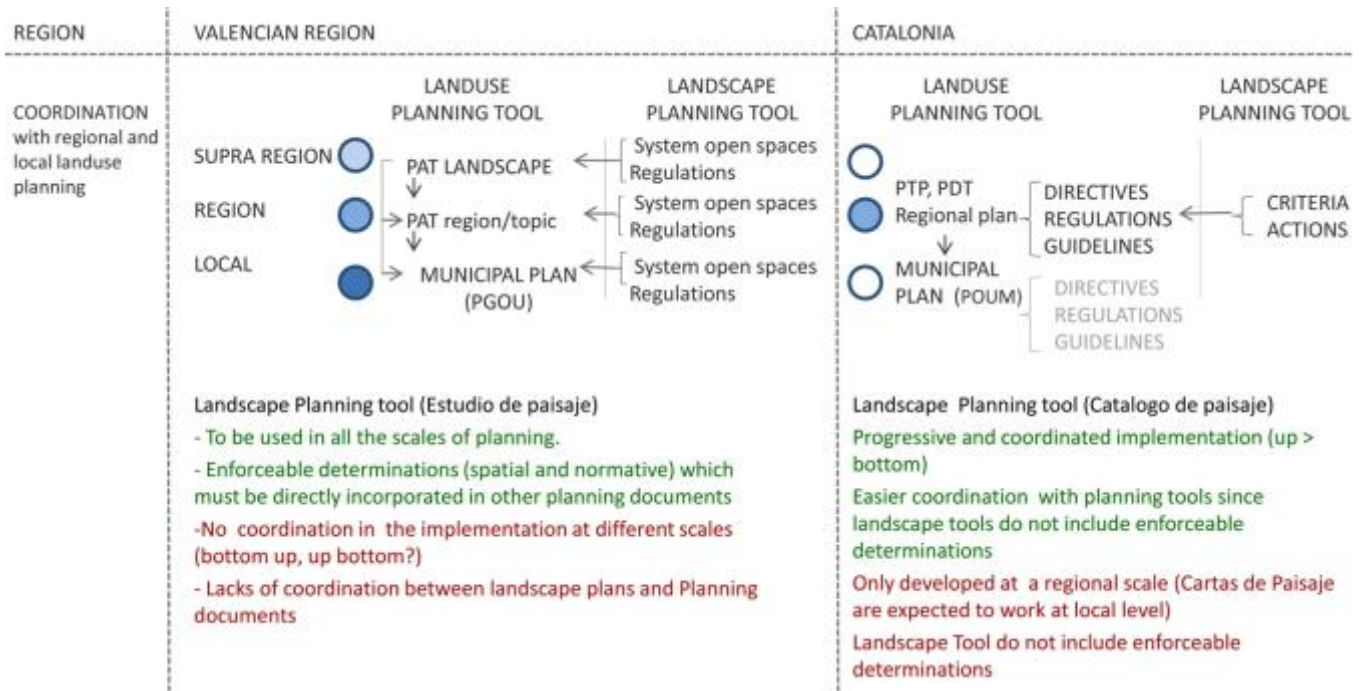 REGION
VALENCIAN REGION
CATALONIA
COORDINATION
with regional and
local landuse
planning
LANDUSE
PLANNING TOOL
LANDSCAPE
PLANNING TOOL
SUPRA REGION
PAT LANDSCAPE
System open spaces
Regulations
REGION
PAT region/topic
System open spaces
Regulations
LOCAL
MUNICIPAL PLAN
(PGOU)
System open spaces
Regulations
LANDUSE
PLANNING TOOL
LANDSCAPE
PLANNING TOOL
PTP, PDT
Regional plan
DIRECTIVES
REGULATIONS
GUIDELINES
CRITERIA
ACTIONS
MUNICIPAL
PLAN (POUM)
DIRECTIVES
REGULATIONS
GUIDELINES
Landscape Planning tool (Estudio de paisaje)
- To be used in all the scales of planning.
- Enforceable determinations (spatial and normative) which
must be directly incorporated in other planning documents
-No coordination in the implementation at different scales
(bottom up, up bottom?)
- Lacks of coordination between landscape plans and Planning
documents
Landscape Planning tool (Catalogo de paisaje)
Progressive and coordinated implementation (up >
bottom)
Easier coordination with planning tools since
landscape tools do not include enforceable
determinations
Only developed at a regional scale (Cartas de Paisaje
are expected to work at local level)
Landscape Tool do not include enforceable
determinations